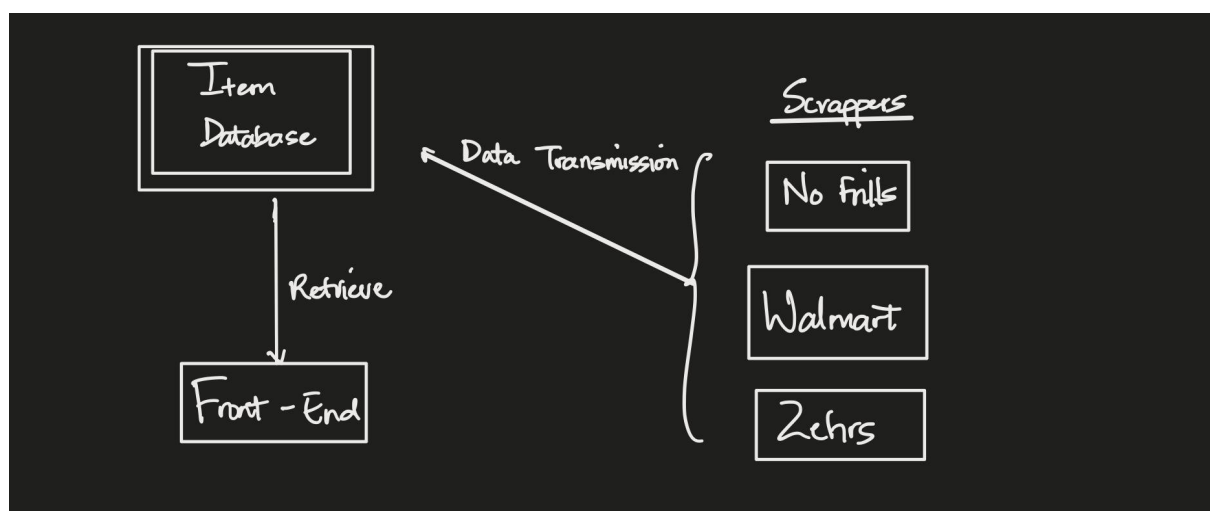 Item
Database
Data Transmission
Retrieve
Front-End
Scrappers
No Frills
Walmart
Zehrs